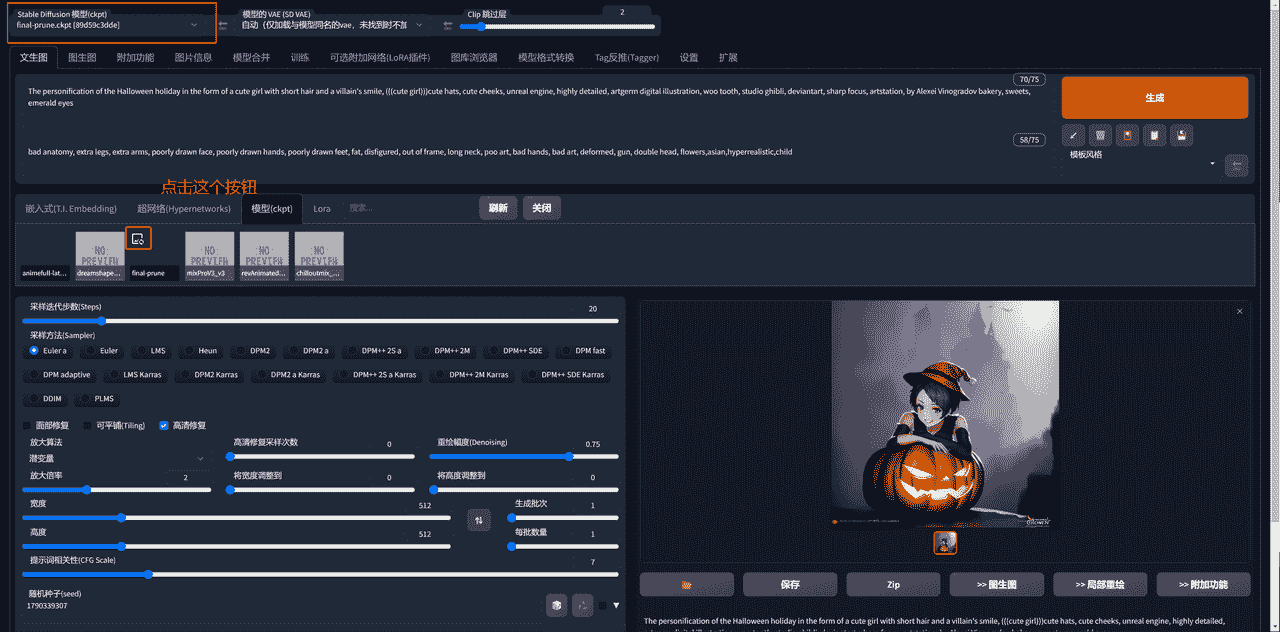 Stable Diffusion 模型(ckpt)
final-prune.ckpt [89d59c3dde]
模型的 VAE (SD VAE)
自动（仅加载与模型同名的vae，未找到时不加
Clip 跳过层
2
文生图 图生图 附加功能 图片信息 模型合并 训练 可选附加网络(LoRA插件) 图库浏览器 模型格式转换 Tag反推(Tagger) 设置 扩展
70/75
The personification of the Halloween holiday in the form of a cute girl with short hair and a villain's smile, (((cute girl)))cute hats, cute cheeks, unreal engine, highly detailed, artgerm digital illustration, woo tooth, studio ghibli, deviantart, sharp focus, artstation, by Alexei Vinogradov bakery, sweets,
emerald eyes
生成
58/75
bad anatomy, extra legs, extra arms, poorly drawn face, poorly drawn hands, poorly drawn feet, fat, disfigured, out of frame, long neck, poo art, bad hands, bad art, deformed, gun, double head, flowers,asian,hyperrealistic,child
模板风格
点击这个按钮
嵌入式(T.I. Embedding) 超网络(Hypernetworks) 模型(ckpt) Lora 搜索... 刷新 关闭
NO PREVIEW NO PREVIEW NO PREVIEW NO PREVIEW
animefull-lat... dreamshape... final-prune mixProV3_v3 revAnimated... chilloutmix_...
采样迭代步数(Steps) 20
采样方法(Sampler)
Euler a Euler LMS Heun DPM2 DPM2 a DPM++ 2S a DPM++ 2M DPM++ SDE DPM fast
DPM adaptive LMS Karras DPM2 Karras DPM2 a Karras DPM++ 2S a Karras DPM++ 2M Karras DPM++ SDE Karras
DDIM PLMS
面部修复 可平铺(Tiling) 高清修复
放大算法 高清修复采样次数 0 重绘幅度(Denoising) 0.75
潜变量
放大倍率 2 将宽度调整到 0 将高度调整到 0
宽度 512 生成批次 1
高度 512 每批数量 1
提示词相关性(CFG Scale) 7
随机种子(seed)
1790339307
保存 Zip >> 图生图 >> 局部重绘 >> 附加功能
The personification of the Halloween holiday in the form of a cute girl with short hair and a villain's smile, (((cute girl)))cute hats, cute cheeks, unreal engine, highly detailed,